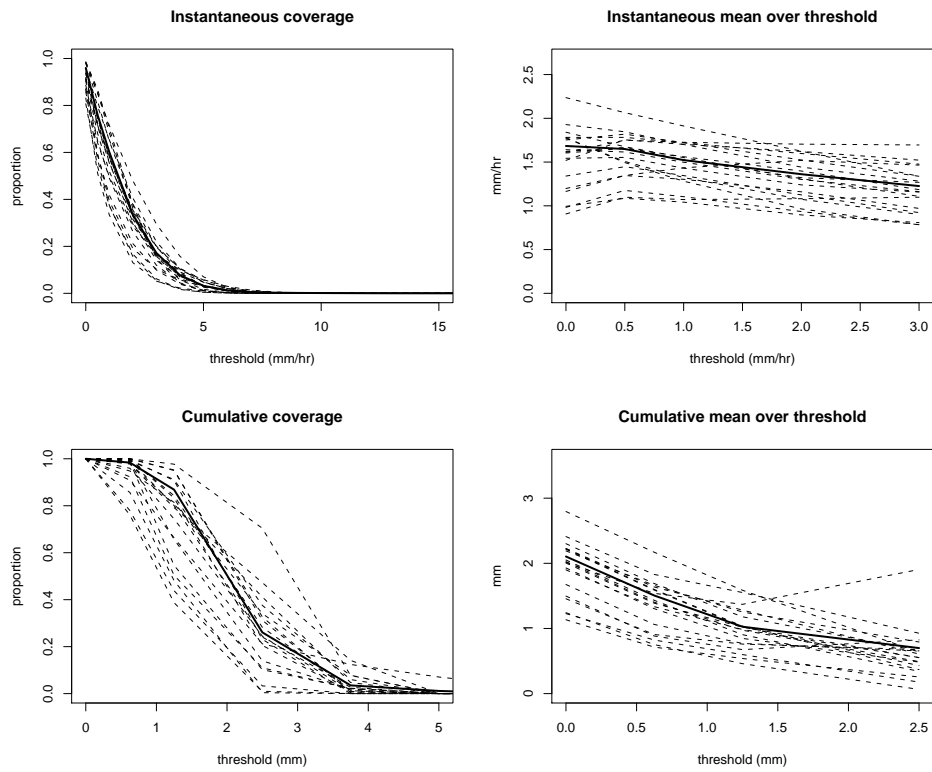 Instantaneous coverage
proportion
0.0 0.2 0.4 0.6 0.8 1.0
0 5 10 15
threshold (mm/hr)
Instantaneous mean over threshold
mm/hr
0.0 0.5 1.0 1.5 2.0 2.5
0.0 0.5 1.0 1.5 2.0 2.5 3.0
threshold (mm/hr)
Cumulative coverage
proportion
0.0 0.2 0.4 0.6 0.8 1.0
0 1 2 3 4 5
threshold (mm)
Cumulative mean over threshold
mm
0 1 2 3
0.0 0.5 1.0 1.5 2.0 2.5
threshold (mm)